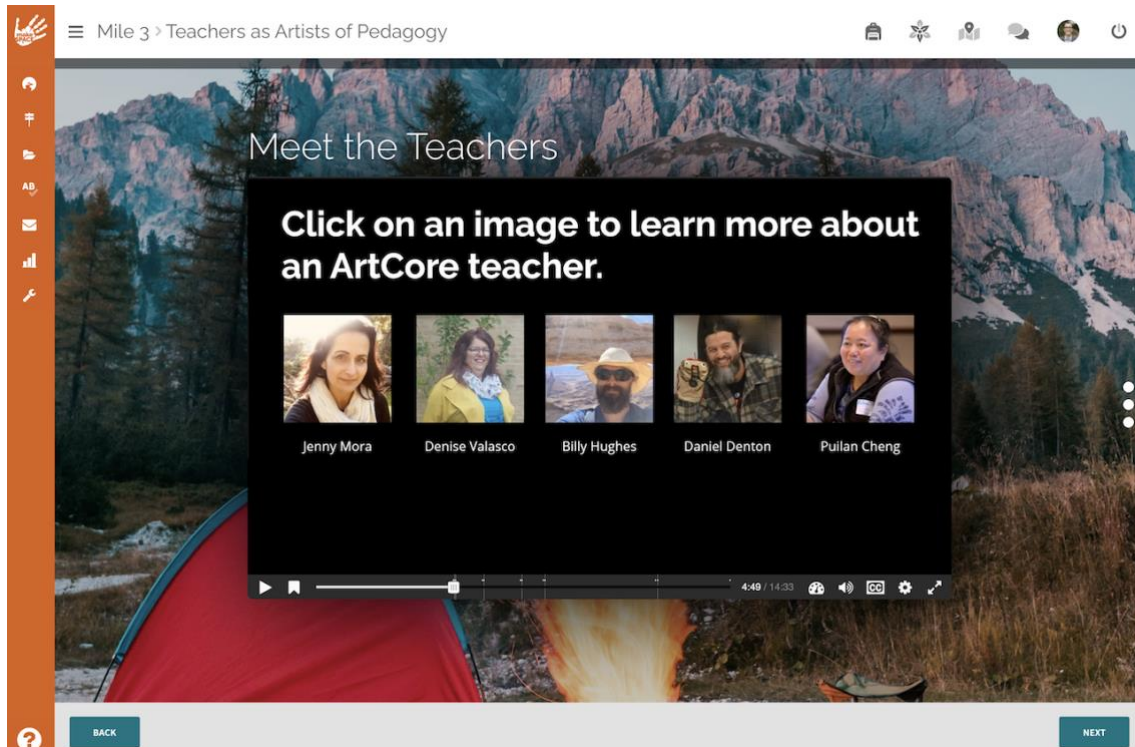 Mile 3 > Teachers as Artists of Pedagogy
AB
Meet the Teachers
Click on an image to learn more about
an ArtCore teacher.
Jenny Mora
Denise Valasco
Billy Hughes
Daniel Denton
Puilan Cheng
4:49 / 14:33
CC
?
BACK
NEXT